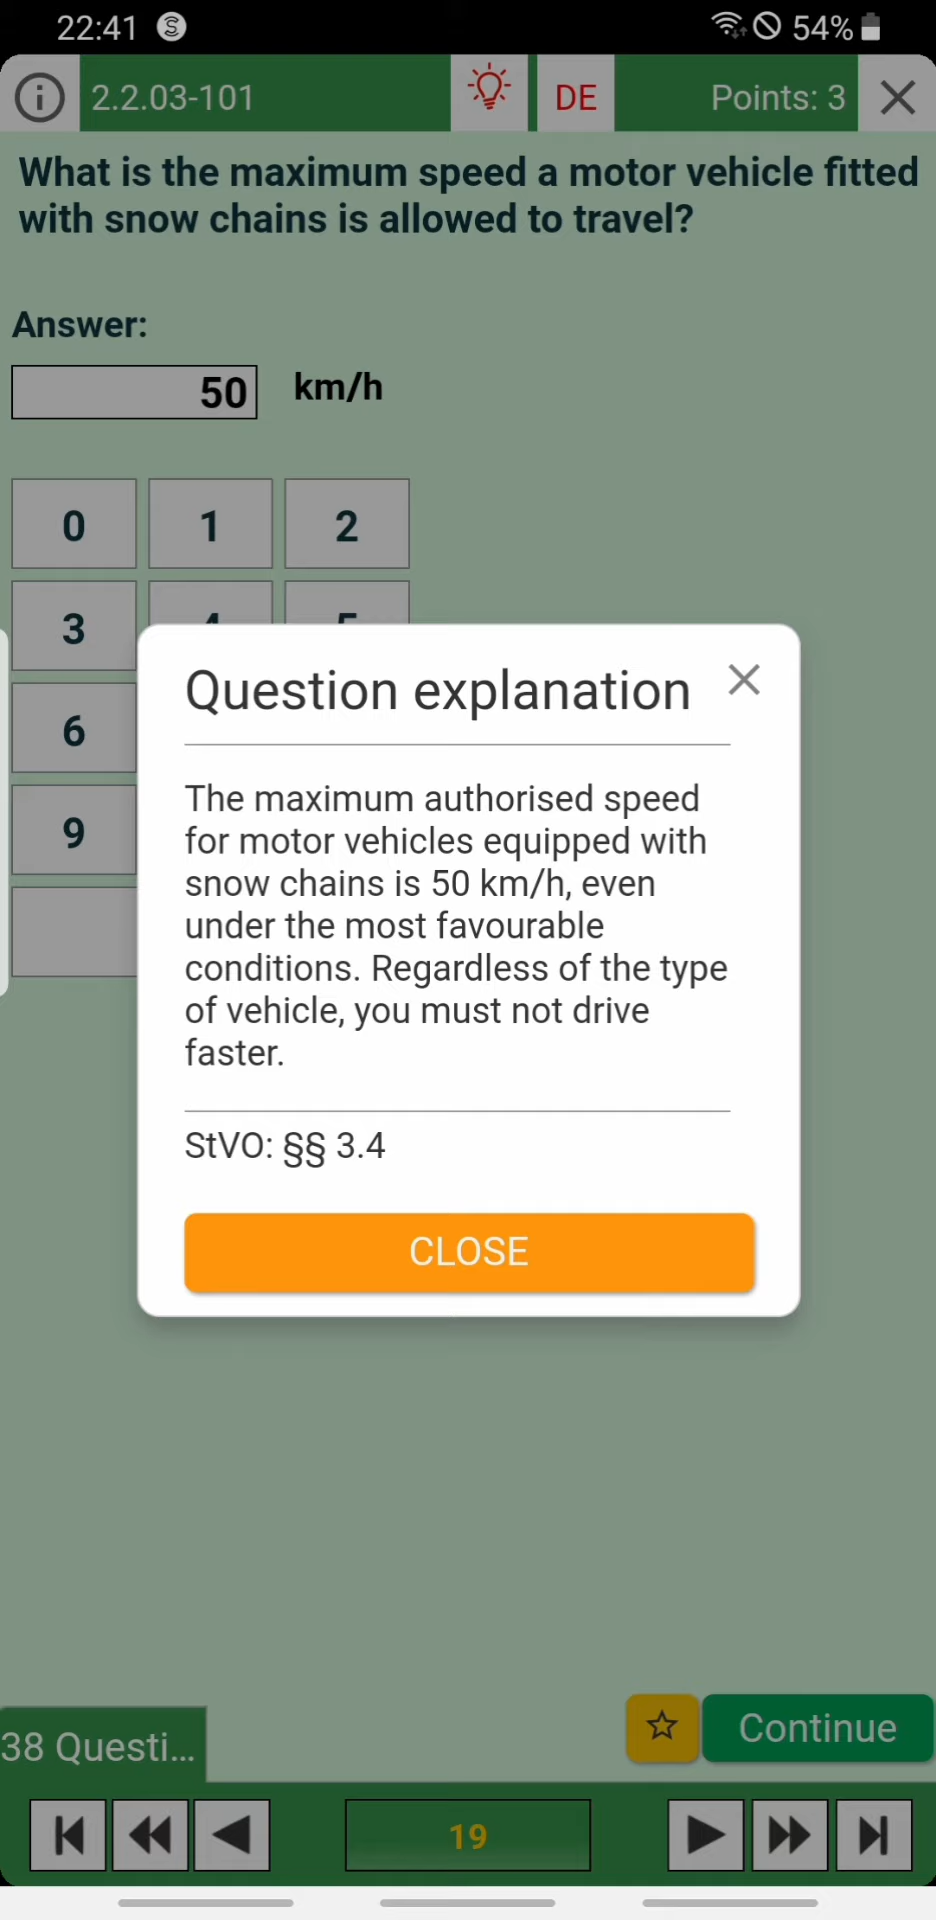 22:41
54%
2.2.03-101
DE
Points: 3
What is the maximum speed a motor vehicle fitted
with snow chains is allowed to travel?
Answer:
50 km/h
0 1 2
3
6
9
Question explanation
The maximum authorised speed
for motor vehicles equipped with
snow chains is 50 km/h, even
under the most favourable
conditions. Regardless of the type
of vehicle, you must not drive
faster.
StVO: §§ 3.4
CLOSE
38 Questi...
Continue
19